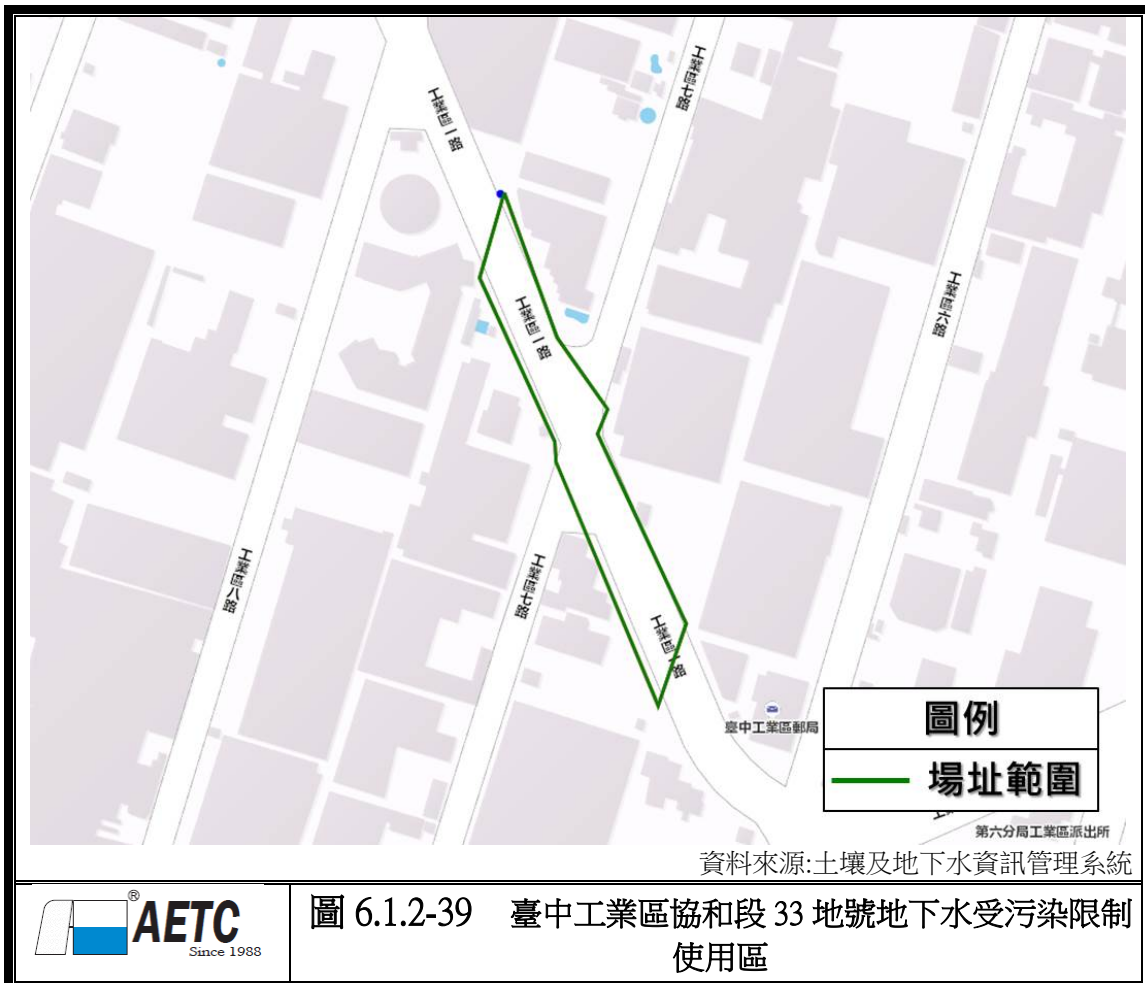 工業區一路
工業區七路
工業區一路
工業區六路
工業區八路
工業區七路
工業區一路
臺中工業區郵局
圖例
場址範圍
第六分局工業區派出所
資料來源:土壤及地下水資訊管理系統
® AETC
Since 1988
圖 6.1.2-39 臺中工業區協和段 33 地號地下水受污染限制
使用區